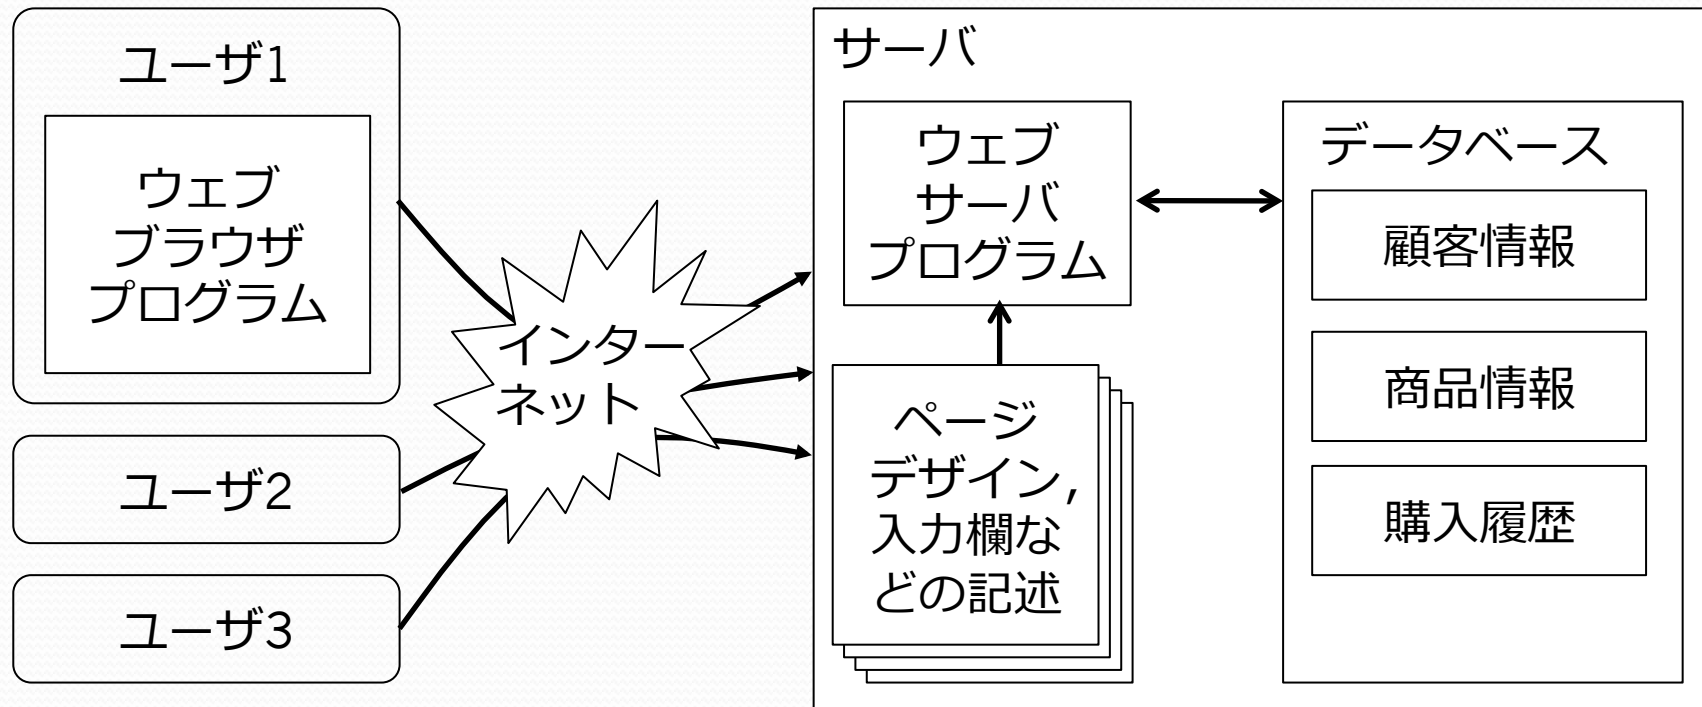 ユーザ1
ウェブ
ブラウザ
プログラム
ユーザ2
ユーザ3
インター
ネット
サーバ
ウェブ
サーバ
プログラム
ページ
デザイン,
入力欄な
どの記述
データベース
顧客情報
商品情報
購入履歴